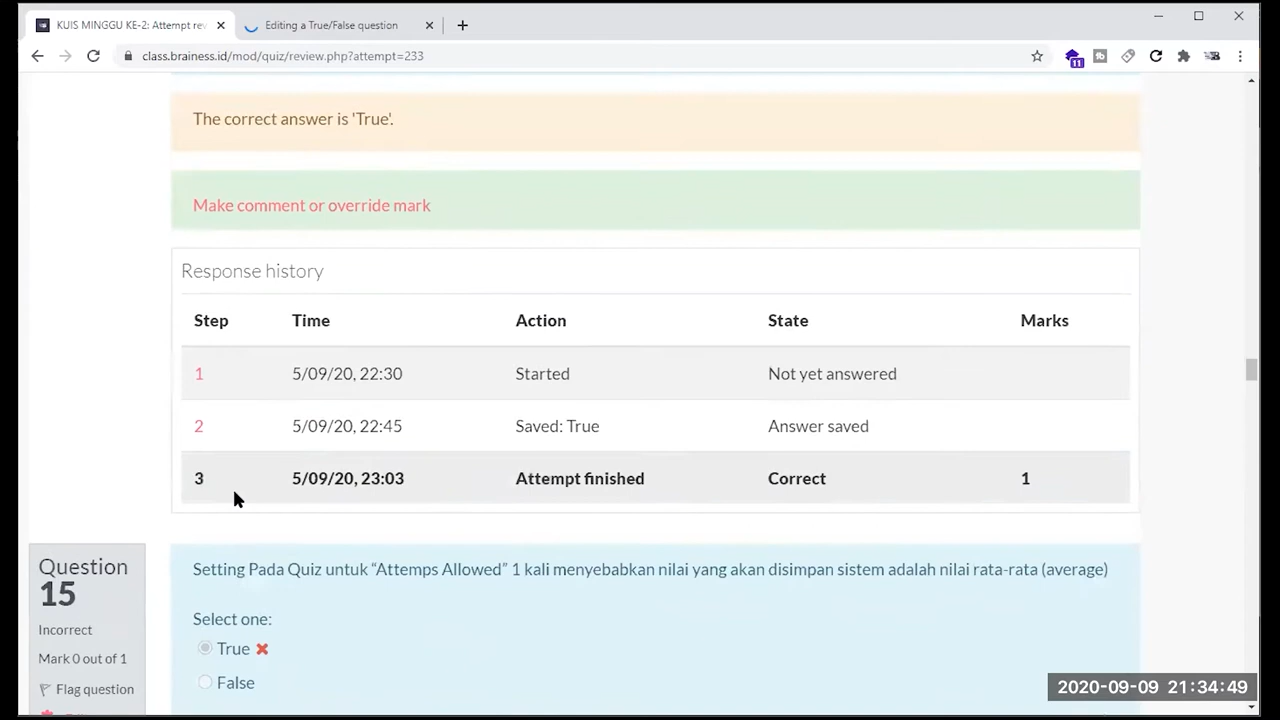 KUIS MINGGU KE-2: Attempt rev
Editing a True/False question
class.brainess.id/mod/quiz/review.php?attempt=233
11
The correct answer is 'True'.
Make comment or override mark
Response history
Step Time Action State Marks
1 5/09/20, 22:30 Started Not yet answered
2 5/09/20, 22:45 Saved: True Answer saved
3 5/09/20, 23:03 Attempt finished Correct 1
Question
15
Incorrect
Mark 0 out of 1
Flag question
Setting Pada Quiz untuk “Attemps Allowed” 1 kali menyebabkan nilai yang akan disimpan sistem adalah nilai rata-rata (average)
Select one:
True
False
2020-09-09 21:34:49